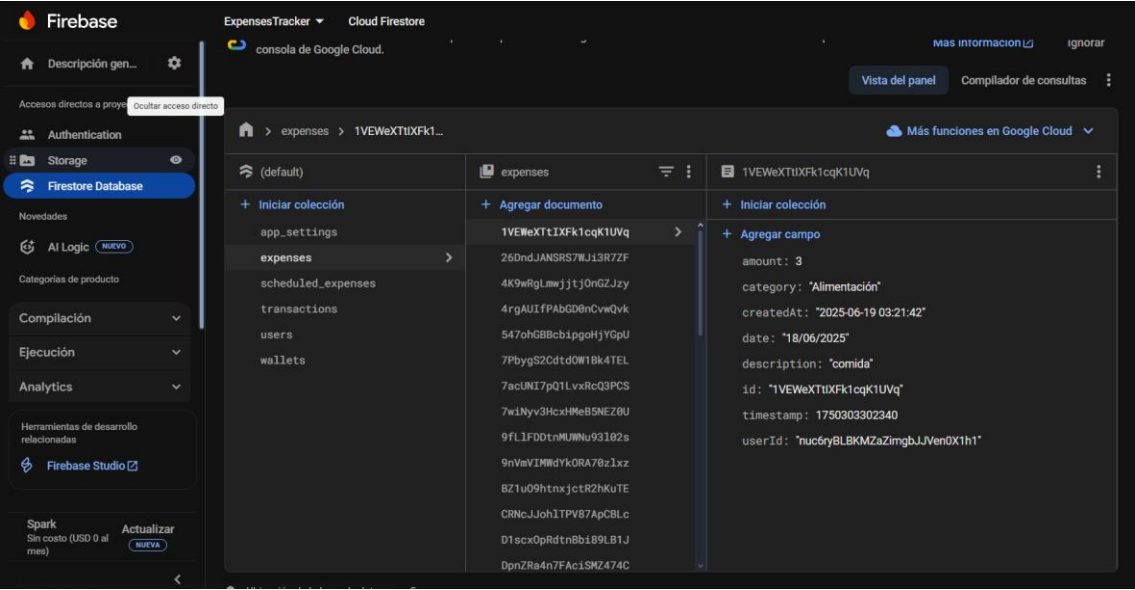 Firebase
ExpensesTracker
Cloud Firestore
consola de Google Cloud.
Más información
Ignorar
Descripción gen...
Vista del panel
Compilador de consultas
Ocultar acceso directo
Authentication
Storage
Firestore Database
Novedades
AI Logic NUEVO
Categorías de producto
Compilación
Ejecución
Analytics
Herramientas de desarrollo
relacionadas
Firebase Studio
Spark
Sin costo (USD 0 al
mes)
Actualizar
NUEVA
> expenses > 1VEWeXTtIXFk1...
Más funciones en Google Cloud
(default)
+ Iniciar colección
app_settings
expenses
scheduled_expenses
transactions
users
wallets
expenses
+ Agregar documento
1VEWeXTtIXFk1cqK1UVq
26DndJANSRS7WJi3R7ZF
4K9wRgLmwjjtjOnGZJzy
4rgAUIfPAbGD0nCvwQvk
547ohGBBcbipgoHjYGpU
7PbygS2CdtdOW1Bk4TEL
7acUNI7pQ1LvxRcQ3PCS
7wiNyv3HcxHMeB5NEZ0U
9fLlFDDtnMUWNu93l02s
9nVmVIMWdYkORA70zlxz
BZ1uO9htnxjctR2hKuTE
CRNcJJohlTPV87ApC8Lc
D1scxOpRdtnBbi89LB1J
DpnZRa4n7FAciSMZ474C
1VEWeXTtIXFk1cqK1UVq
+ Iniciar colección
+ Agregar campo
amount: 3
category: "Alimentación"
createdAt: "2025-06-19 03:21:42"
date: "18/06/2025"
description: "comida"
id: "1VEWeXTtIXFk1cqK1UVq"
timestamp: 1750303302340
userId: "nuc6ryBLBKMZaZimgbJJVen0X1h1"